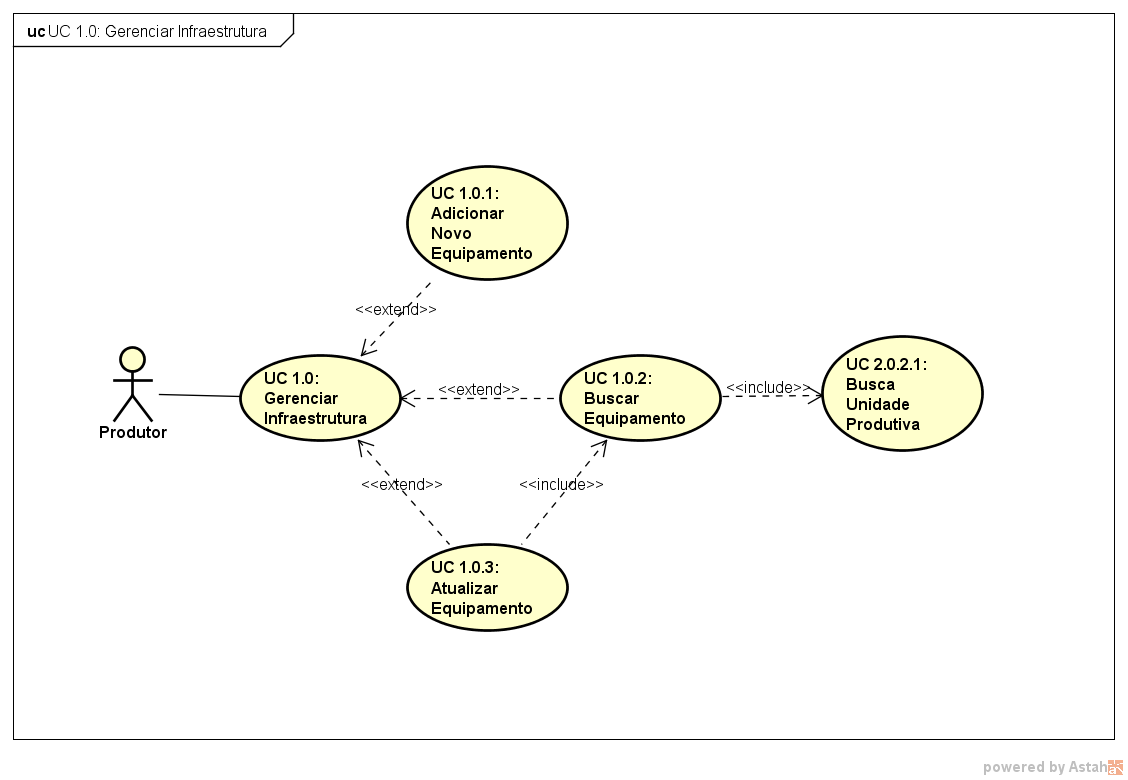 uc UC 1.0: Gerenciar Infraestrutura
UC 1.0.1:
Adicionar
Novo
Equipamento
<<extend>>
Produtor
UC 1.0:
Gerenciar
Infraestrutura
<<extend>>
UC 1.0.2:
Buscar
Equipamento
<<include>>
UC 2.0.2.1:
Busca
Unidade
Produtiva
<<extend>>
<<include>>
UC 1.0.3:
Atualizar
Equipamento
powered by Astah